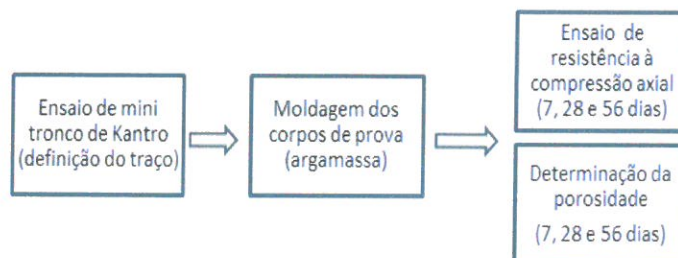 Ensaio de mini
tronco de Kantro
(definição do traço)
Moldagem dos
corpos de prova
(argamassa)
Ensaio de
resistência à
compressão axial
(7, 28 e 56 dias)
Determinação da
porosidade
(7, 28 e 56 dias)